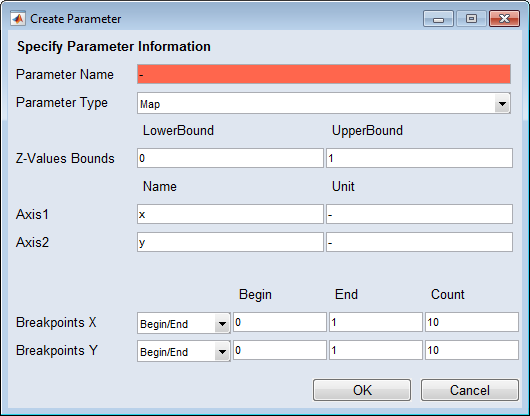 Create Parameter
Specify Parameter Information
Parameter Name -
Parameter Type Map
LowerBound UpperBound
Z-Values Bounds 0 1
Name Unit
Axis1 x -
Axis2 y -
Begin End Count
Breakpoints X Begin/End 0 1 10
Breakpoints Y Begin/End 0 1 10
OK Cancel